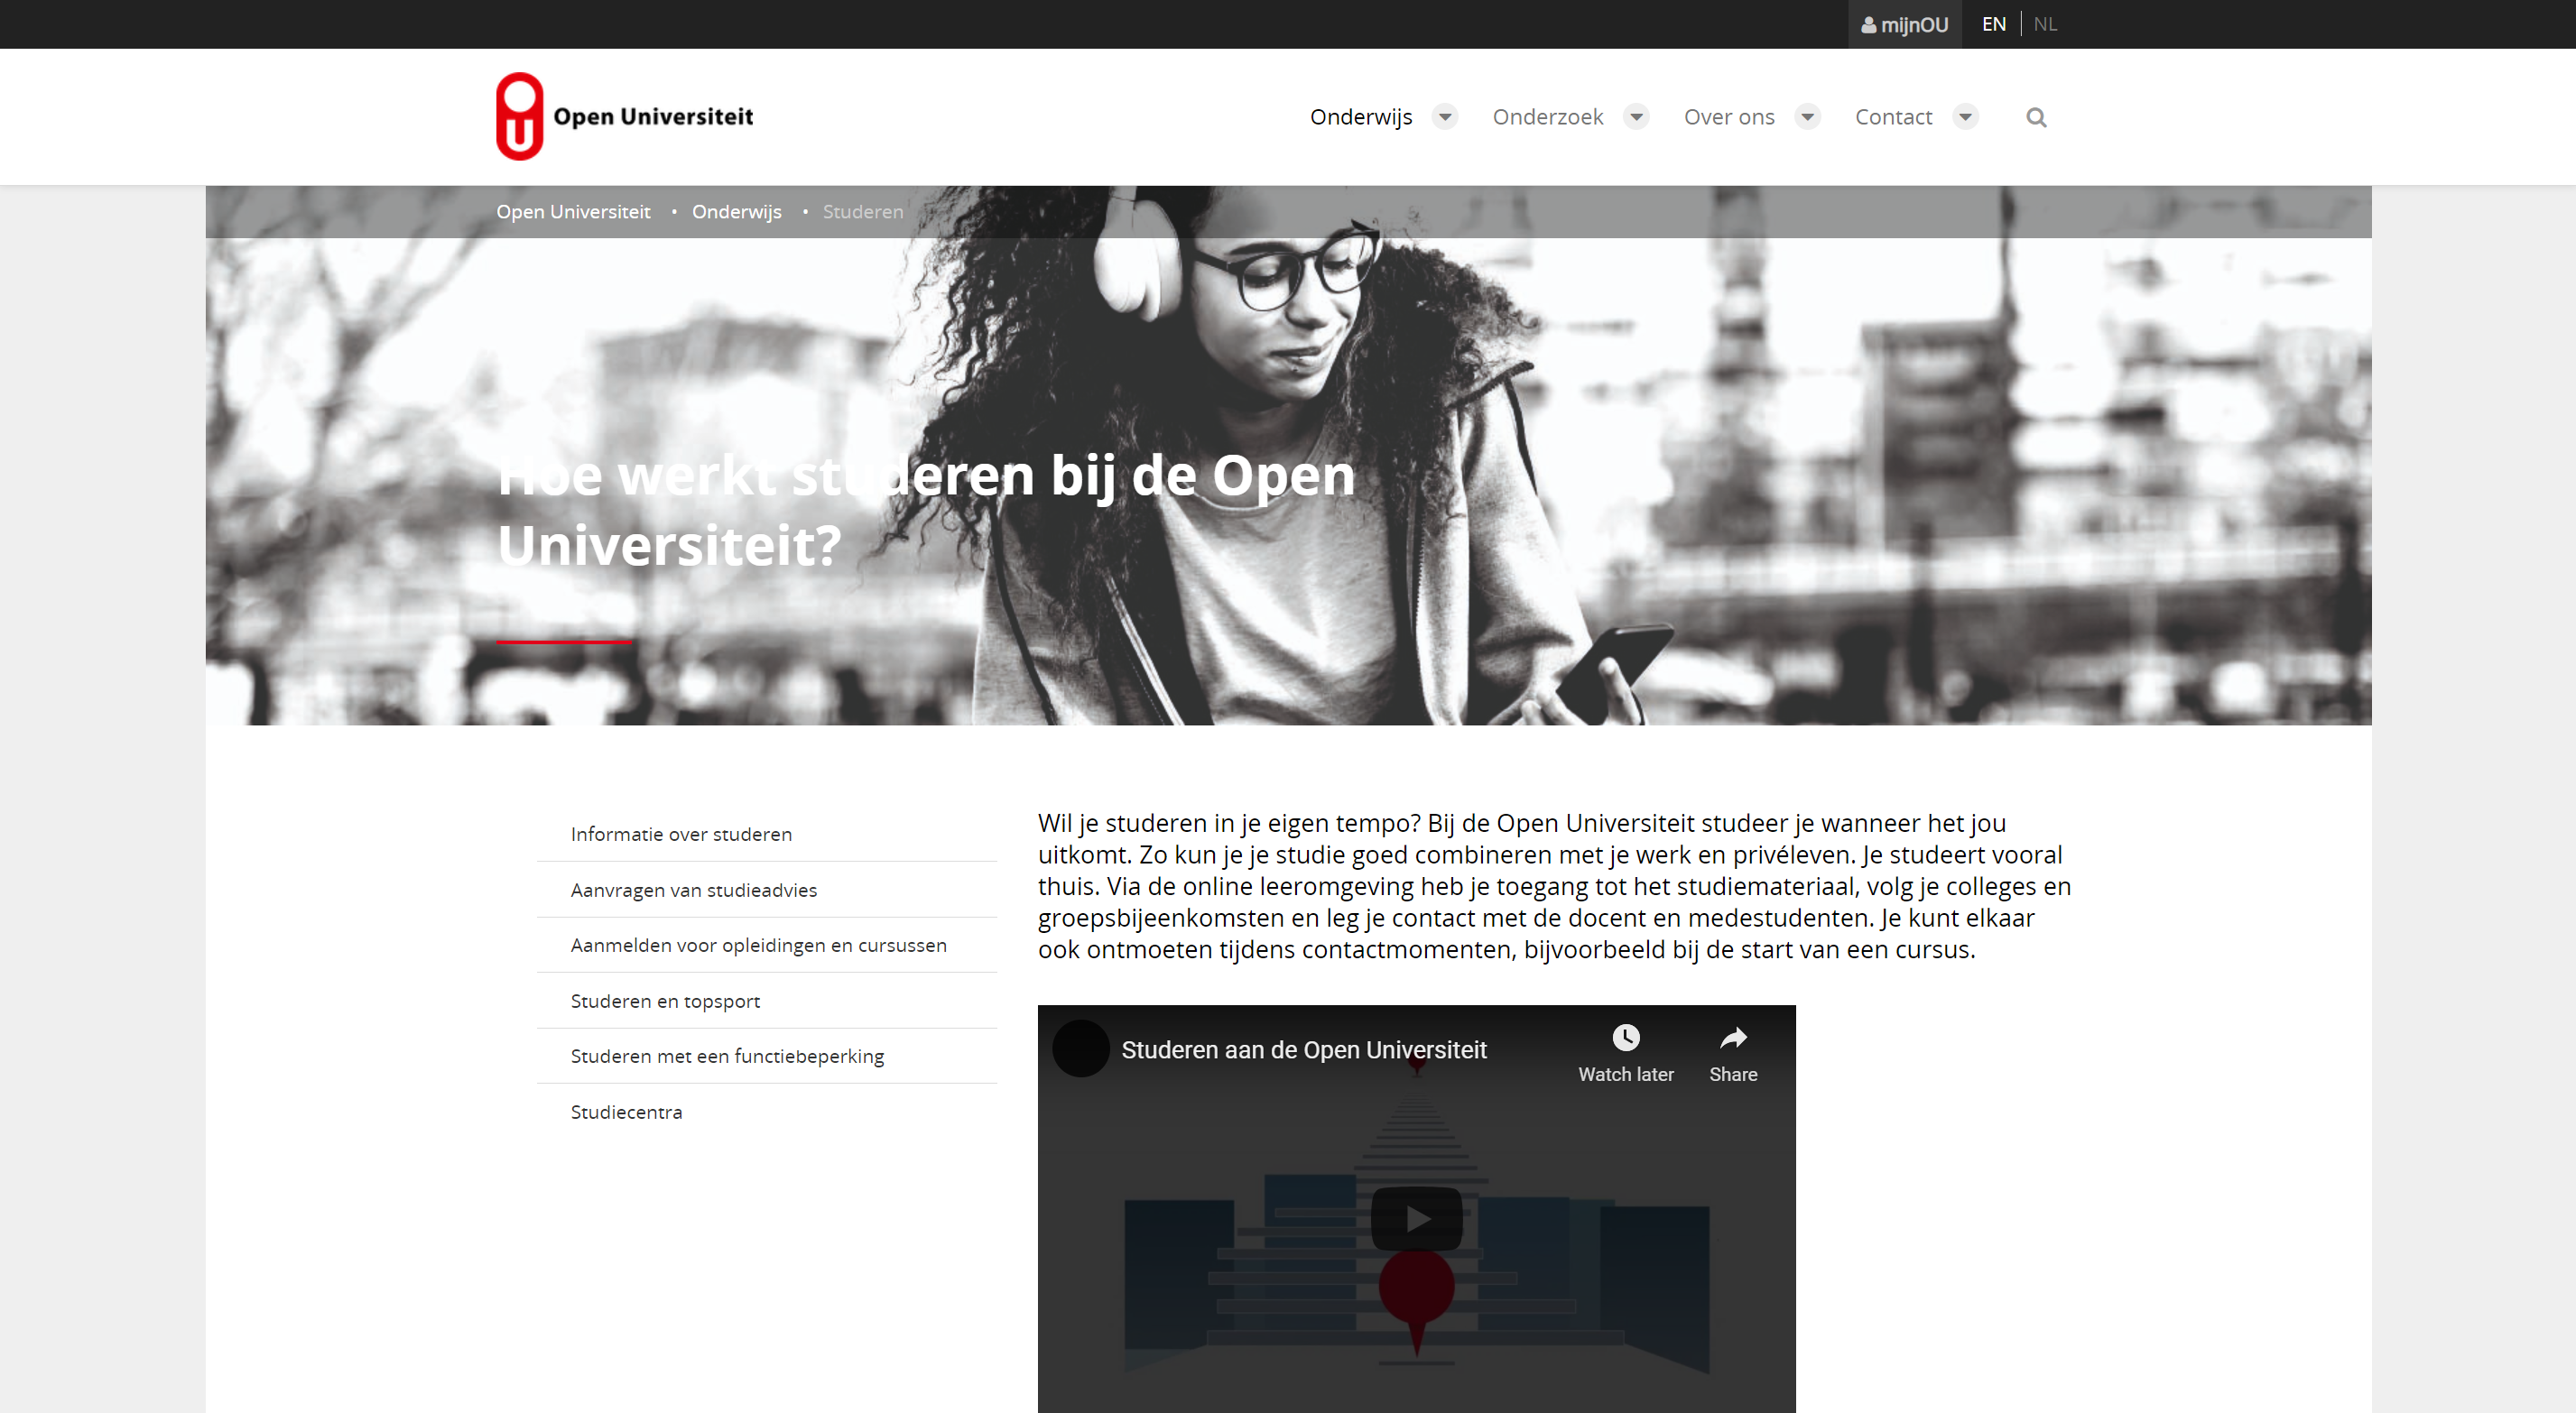 mijnOU EN NL
Open Universiteit
Onderwijs Onderzoek Over ons Contact
Open Universiteit • Onderwijs • Studeren
Hoe werkt studeren bij de Open
Universiteit?
Informatie over studeren
Aanvragen van studieadvies
Aanmelden voor opleidingen en cursussen
Studeren en topsport
Studeren met een functiebeperking
Studiecentra
Wil je studeren in je eigen tempo? Bij de Open Universiteit studeer je wanneer het jou
uitkomt. Zo kun je je studie goed combineren met je werk en privéleven. Je studeert vooral
thuis. Via de online leeromgeving heb je toegang tot het studiemateriaal, volg je colleges en
groepsbijeenkomsten en leg je contact met de docent en medestudenten. Je kunt elkaar
ook ontmoeten tijdens contactmomenten, bijvoorbeeld bij de start van een cursus.
Studeren aan de Open Universiteit
Watch later Share